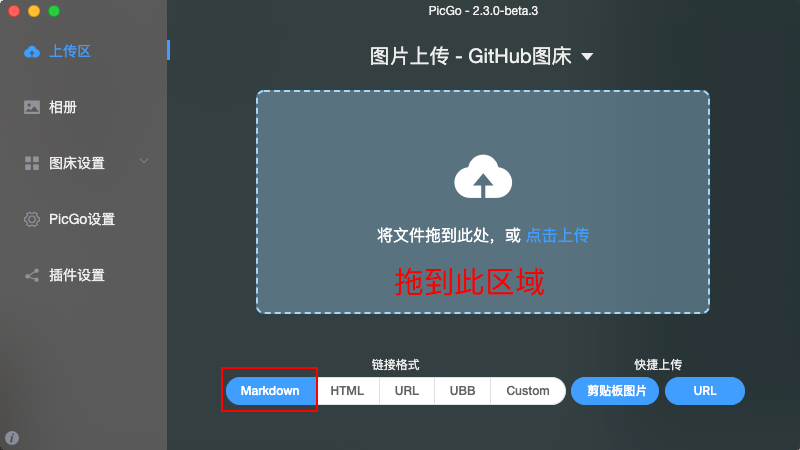 PicGo - 2.3.0-beta.3
上传区
相册
图床设置
PicGo设置
插件设置
图片上传 - GitHub图床
将文件拖到此处，或 点击上传
拖到此区域
链接格式
Markdown HTML URL UBB Custom
快捷上传
剪贴板图片 URL